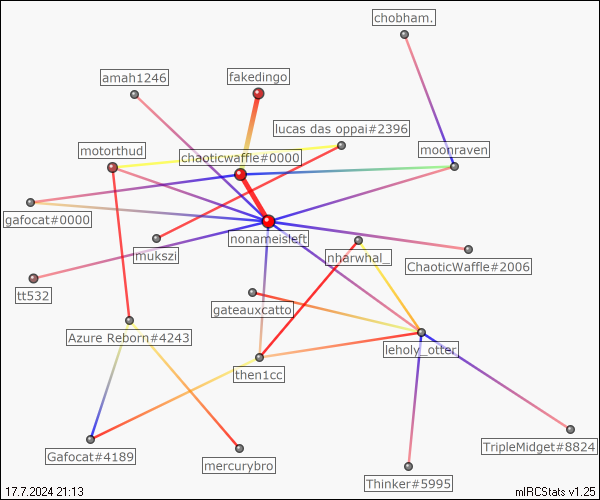 chobham.
fakedingo
amah1246
lucas das oppai#2396
motorthud
moonraven
chaoticwaffle#0000
gafocat#0000
nonameisleft
mukszi
nharwhal_
ChaoticWaffle#2006
tt532
gateauxcatto
Azure Reborn#4243
leholy_otter
then1cc
TripleMidget#8824
Gafocat#4189
mercurybro
Thinker#5995
17.7.2024 21:13
mIRCStats v1.25